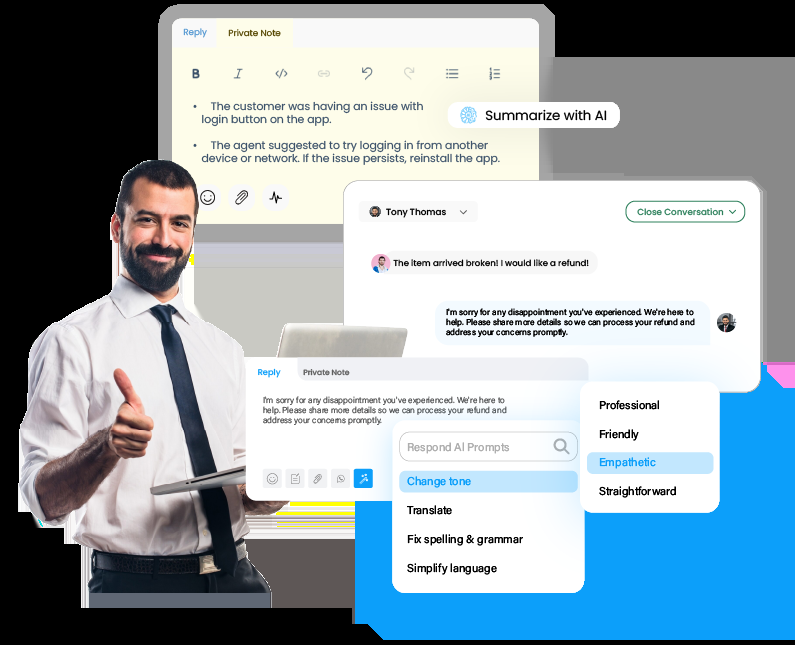 Reply Private Note
B I
• The customer was having an issue with
login button on the app.
Summarize with AI
• The agent suggested to try logging in from another
device or network. If the issue persists, reinstall the app.
Tony Thomas
Close Conversation
The item arrived broken! I would like a refund!
I'm sorry for any disappointment you've experienced. We're here to
help. Please share more details so we can process your refund and
address your concerns promptly.
Reply Private Note
I'm sorry for any disappointment you've experienced. We're here to
help. Please share more details so we can process your refund and
address your concerns promptly.
Respond AI Prompts
Change tone
Translate
Fix spelling & grammar
Simplify language
Professional
Friendly
Empathetic
Straightforward